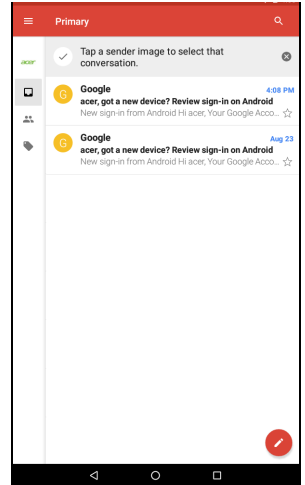 Primary
acer
Tap a sender image to select that
conversation.
G
Google
4:08 PM
acer, got a new device? Review sign-in on Android
New sign-in from Android Hi acer, Your Google Acco...
G
Google
Aug 23
acer, got a new device? Review sign-in on Android
New sign-in from Android Hi acer, Your Google Acco...